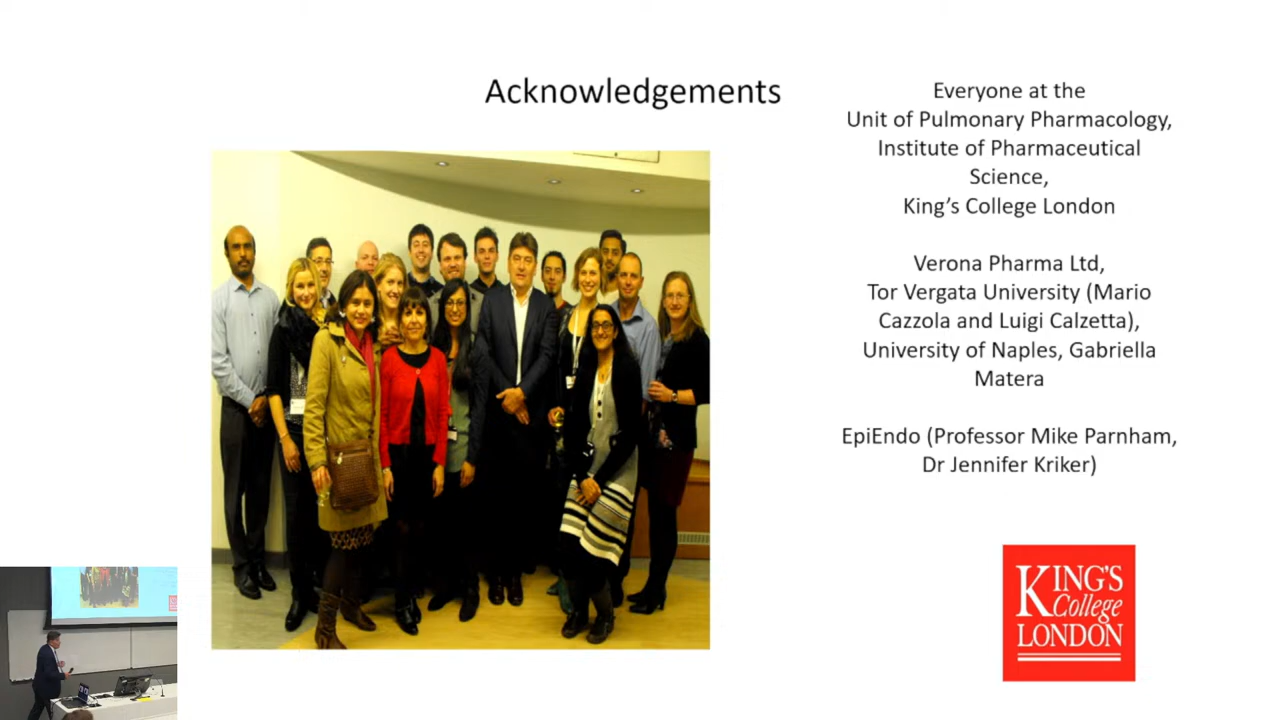 Acknowledgements
Everyone at the
Unit of Pulmonary Pharmacology,
Institute of Pharmaceutical
Science,
King’s College London
Verona Pharma Ltd,
Tor Vergata University (Mario
Cazzola and Luigi Calzetta),
University of Naples, Gabriella
Matera
EpiEndo (Professor Mike Parnham,
Dr Jennifer Kriker)
KING'S
College
LONDON